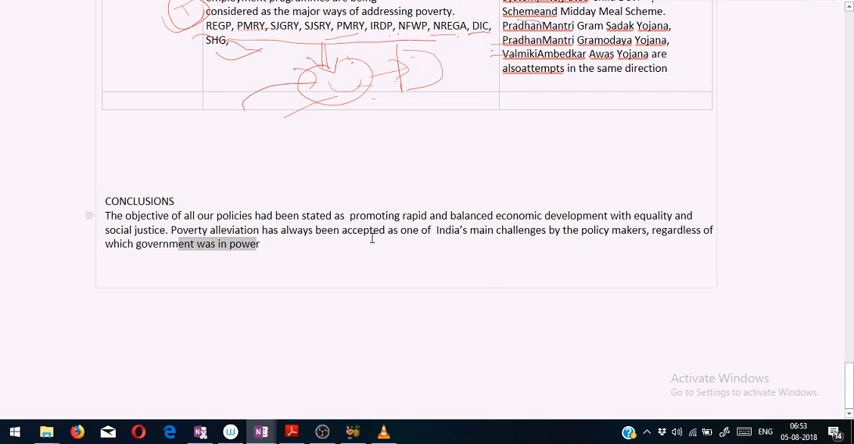 considered as the major ways of addressing poverty.
REGP, PMRY, SJGRY, SJSRY, PMRY, IRDP, NFWP, NREGA, DIC,
SHG,
Schemeand Midday Meal Scheme.
PradhanMantri Gram Sadak Yojana,
PradhanMantri Gramodaya Yojana,
ValmikiAmbedkar Awas Yojana are
alsoattempts in the same direction
CONCLUSIONS
The objective of all our policies had been stated as promoting rapid and balanced economic development with equality and
social justice. Poverty alleviation has always been accepted as one of India's main challenges by the policy makers, regardless of
which government was in power
Activate Windows
Go to Settings to activate Windows.
ENG
06:53
05-08-2018
14